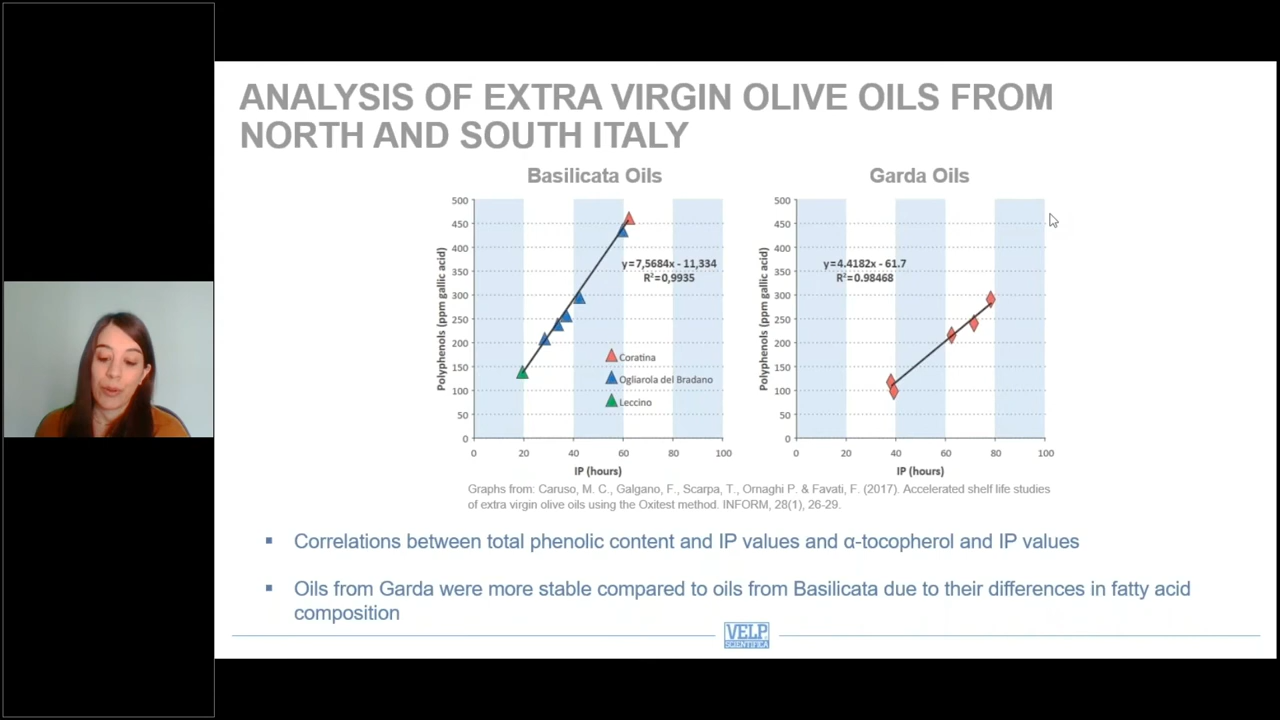 ANALYSIS OF EXTRA VIRGIN OLIVE OILS FROM
NORTH AND SOUTH ITALY
Basilicata Oils
500
450
400
350
300
250
200
150
100
50
0
Polyphenols (ppm gallic acid)
y=7,5684x - 11,334
R²=0,9935
Coratina
Ogliarola del Bradano
Leccino
0 20 40 60 80 100
IP (hours)
Garda Oils
500
450
400
350
300
250
200
150
100
50
0
Polyphenols (ppm gallic acid)
y=4.4182x - 61.7
R²=0.98468
0 20 40 60 80 100
IP (hours)
Graphs from: Caruso, M. C., Galgano, F., Scarpa, T., Ornaghi P. & Favati, F. (2017). Accelerated shelf life studies
of extra virgin olive oils using the Oxitest method. INFORM, 28(1), 26-29.
▪ Correlations between total phenolic content and IP values and α-tocopherol and IP values
▪ Oils from Garda were more stable compared to oils from Basilicata due to their differences in fatty acid
composition
VELP
SCIENTIFICA